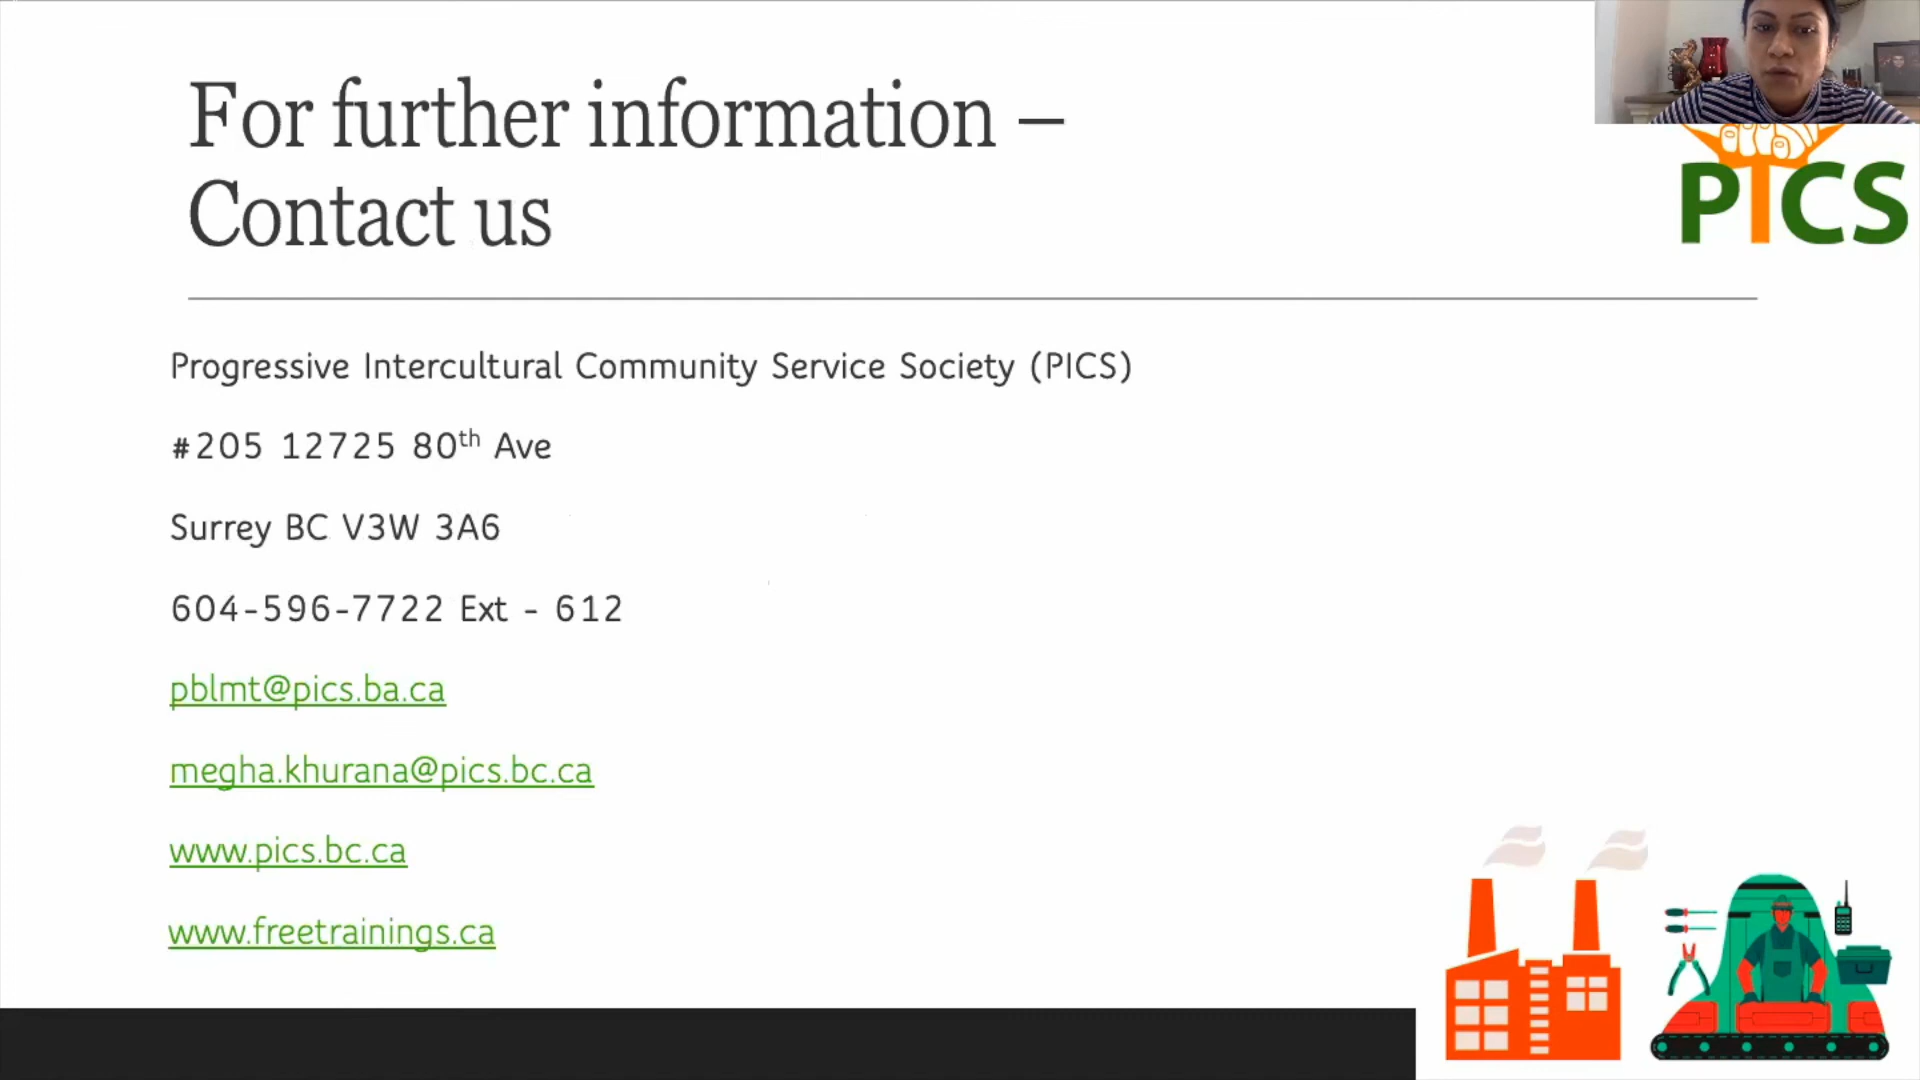 For further information –
Contact us
PICS
Progressive Intercultural Community Service Society (PICS)
#205 12725 80th Ave
Surrey BC V3W 3A6
604-596-7722 Ext - 612
pblmt@pics.ba.ca
megha.khurana@pics.bc.ca
www.pics.bc.ca
www.freetrainings.ca